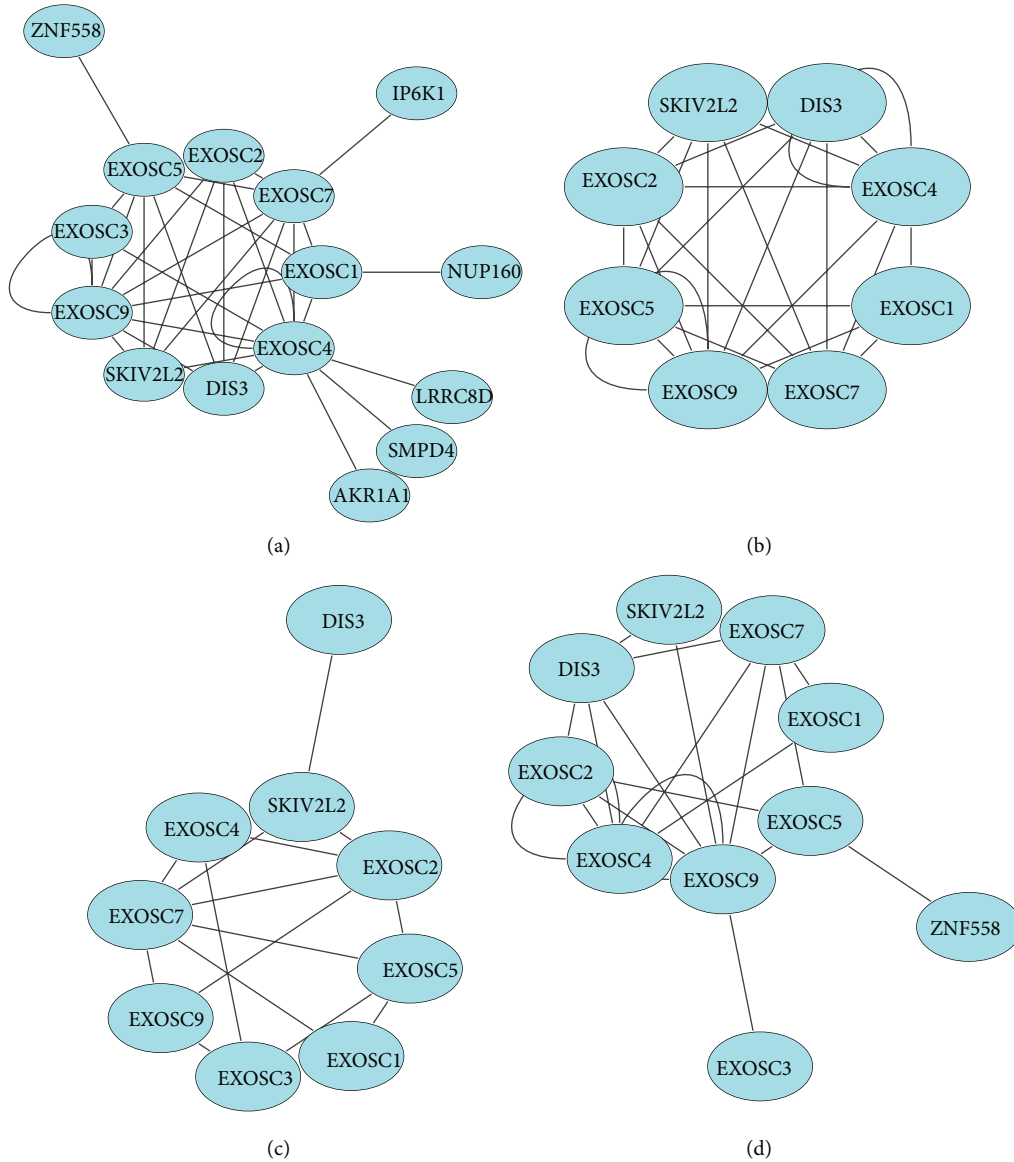 ZNF558
IP6K1
EXOSC5
EXOSC2
EXOSC7
EXOSC3
EXOSC1
NUP160
EXOSC9
EXOSC4
SKIV2L2
DIS3
LRRC8D
SMPD4
AKR1A1
(a)
SKIV2L2
DIS3
EXOSC2
EXOSC4
EXOSC5
EXOSC1
EXOSC9
EXOSC7
(b)
DIS3
SKIV2L2
EXOSC4
EXOSC2
EXOSC7
EXOSC5
EXOSC9
EXOSC1
EXOSC3
(c)
SKIV2L2
EXOSC7
DIS3
EXOSC1
EXOSC2
EXOSC5
EXOSC4
EXOSC9
ZNF558
EXOSC3
(d)